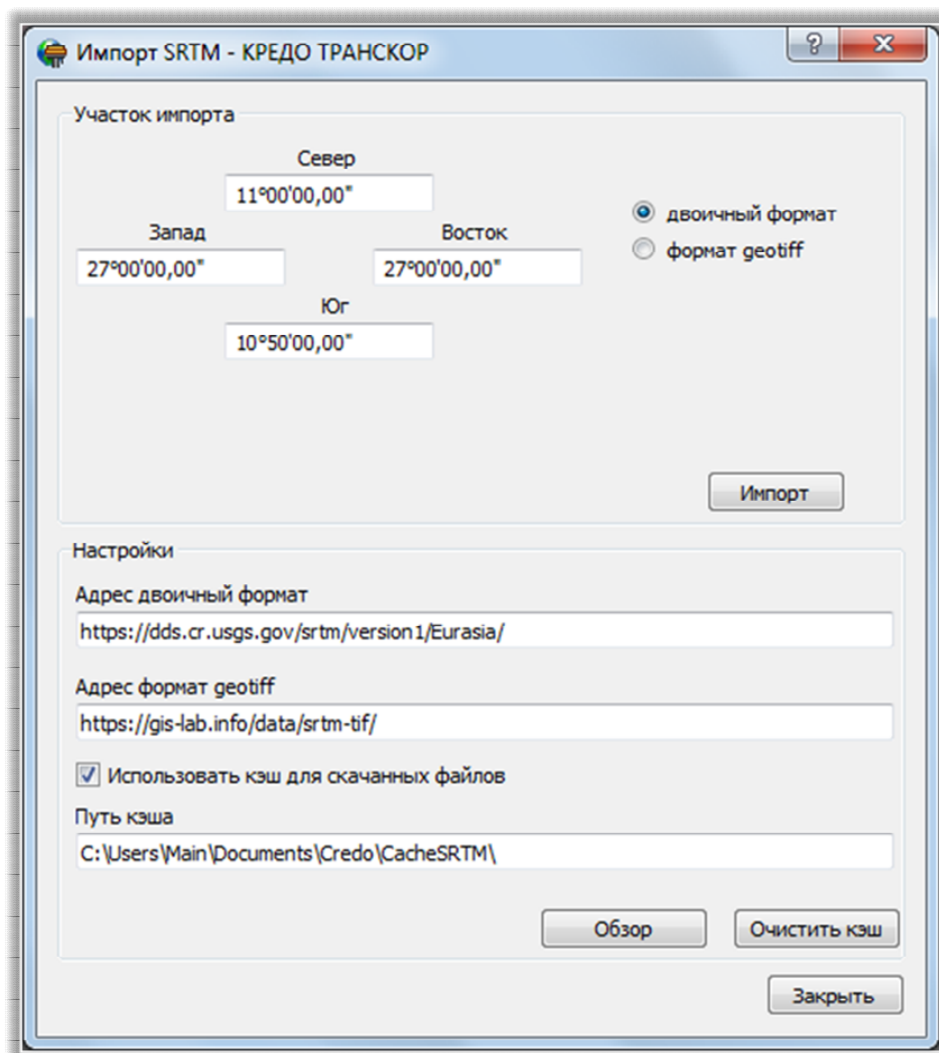 Импорт SRTM - КРЕДО ТРАНСКОР
Участок импорта
Север
11°00'00,00"
Запад
27°00'00,00"
Восток
27°00'00,00"
Юг
10°50'00,00"
двоичный формат
формат geotiff
Импорт
Настройки
Адрес двоичный формат
https://dds.cr.usgs.gov/srtm/version1/Eurasia/
Адрес формат geotiff
https://gis-lab.info/data/srtm-tif/
Использовать кэш для скачанных файлов
Путь кэша
C:\Users\Main\Documents\Credo\CacheSRTM\
Обзор
Очистить кэш
Закрыть